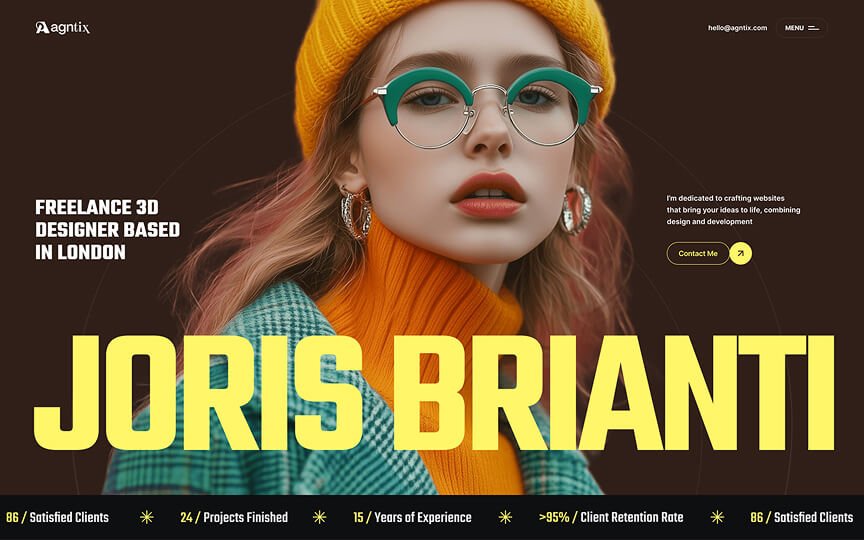 agntix
hello@agntix.com
MENU
FREELANCE 3D
DESIGNER BASED
IN LONDON
I'm dedicated to crafting websites
that bring your ideas to life, combining
design and development
Contact Me
JORIS BRIANTI
86 / Satisfied Clients
24 / Projects Finished
15 / Years of Experience
>95% / Client Retention Rate
86 / Satisfied Clients